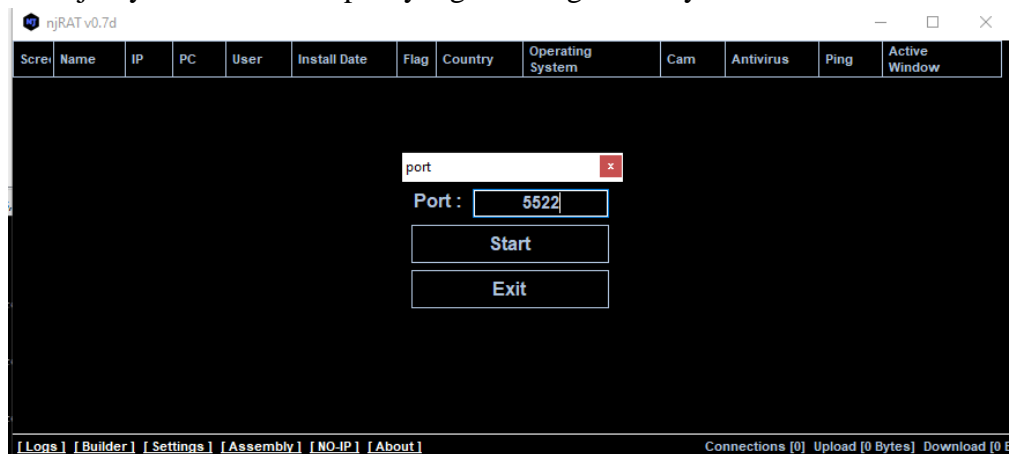 njRAT v0.7d
Scree Name IP PC User Install Date Flag Country Operating System Cam Antivirus Ping Active Window
port x
Port : 5522
Start
Exit
[ Logs ] [ Builder ] [ Settings ] [ Assembly ] [ NO-IP ] [ About ] Connections [0] Upload [0 Bytes] Download [0 B